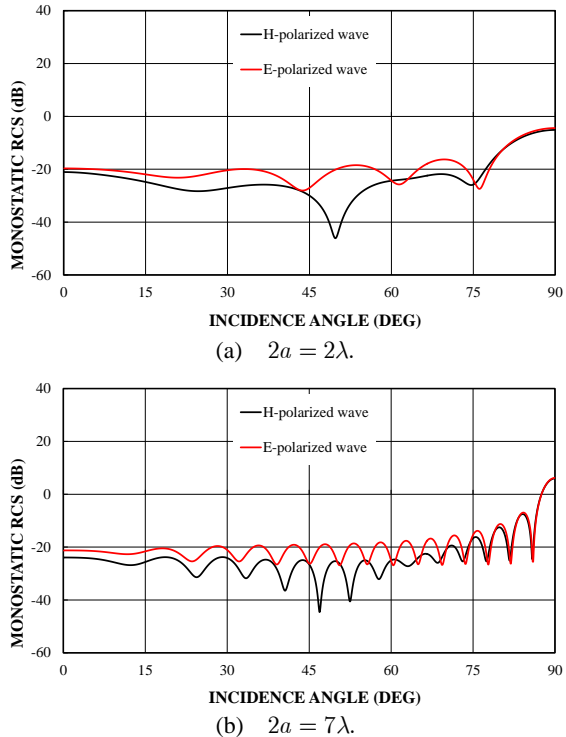 40
20
0
-20
-40
-60
MONOSTATIC RCS (dB)
H-polarized wave
E-polarized wave
0 15 30 45 60 75 90
INCIDENCE ANGLE (DEG)
(a) 2a = 2λ.
40
20
0
-20
-40
-60
MONOSTATIC RCS (dB)
H-polarized wave
E-polarized wave
0 15 30 45 60 75 90
INCIDENCE ANGLE (DEG)
(b) 2a = 7λ.